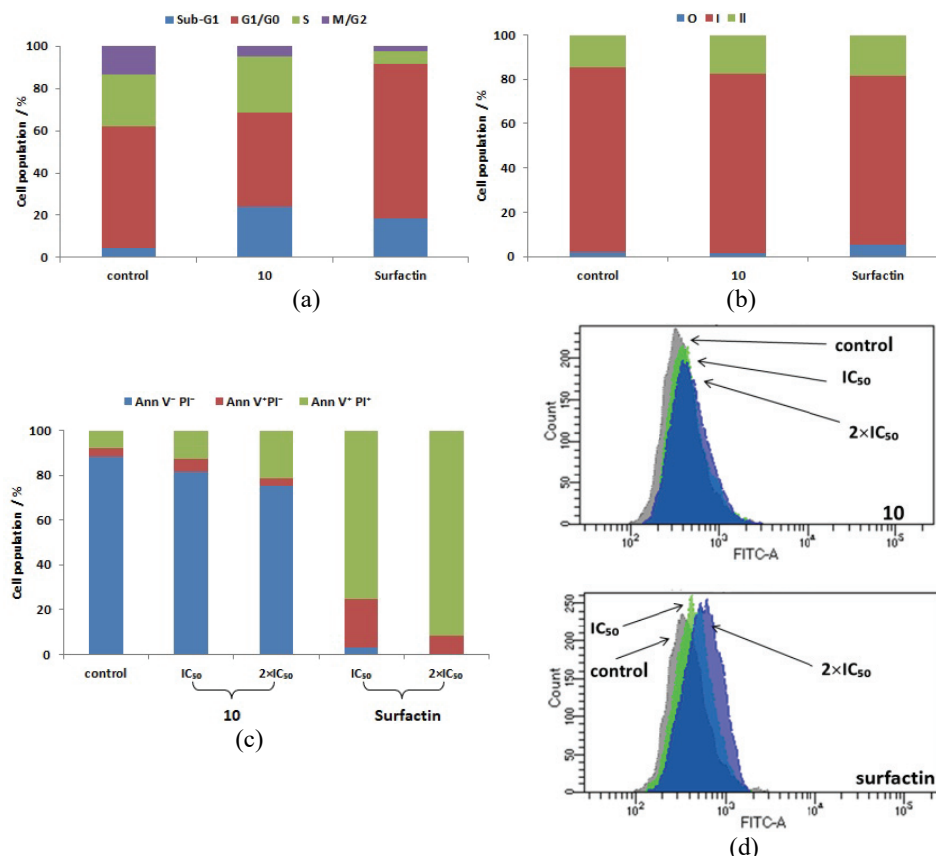 Sub-G1 G1/G0 S M/G2
100
80
60
40
20
0
Cell population / %
control 10 Surfactin
(a)
O I II
100
80
60
40
20
0
Cell population / %
control 10 Surfactin
(b)
Ann V⁻ PI⁻ Ann V⁺PI⁻ Ann V⁺ PI⁺
100
80
60
40
20
0
Cell population / %
control IC₅₀ 2×IC₅₀ IC₅₀ 2×IC₅₀
10 Surfactin
(c)
control
IC₅₀
2×IC₅₀
200
150
100
50
0
Count
10
10² 10³ 10⁴ 10⁵
FITC-A
IC₅₀
control
2×IC₅₀
250
200
150
100
50
0
Count
surfactin
10² 10³ 10⁴ 10⁵
FITC-A
(d)